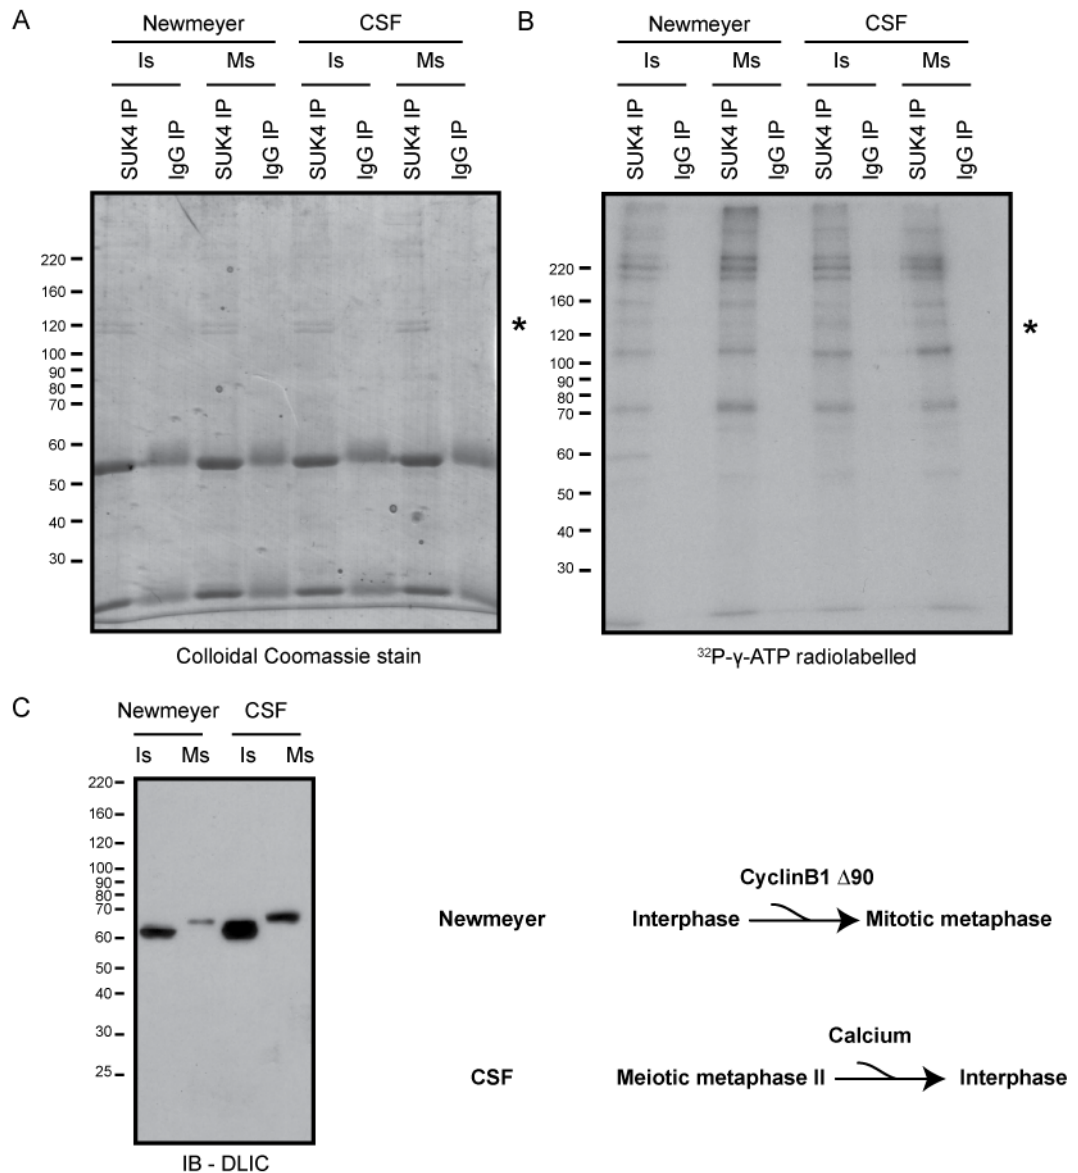 A
Newmeyer CSF
Is Ms Is Ms
SUK4 IP IgG IP SUK4 IP IgG IP SUK4 IP IgG IP SUK4 IP IgG IP
220
160
120 *
100
90
80
70
60
50
40
30
Colloidal Coomassie stain
B
Newmeyer CSF
Is Ms Is Ms
SUK4 IP IgG IP SUK4 IP IgG IP SUK4 IP IgG IP SUK4 IP IgG IP
220
160
120 *
100
90
80
70
60
50
40
30
³²P-γ-ATP radiolabelled
C
Newmeyer CSF
Is Ms Is Ms
220
160
120
100
90
80
70
60
50
40
30
25
IB - DLIC
CyclinB1 Δ90
Newmeyer Interphase Mitotic metaphase
Calcium
CSF Meiotic metaphase II Interphase